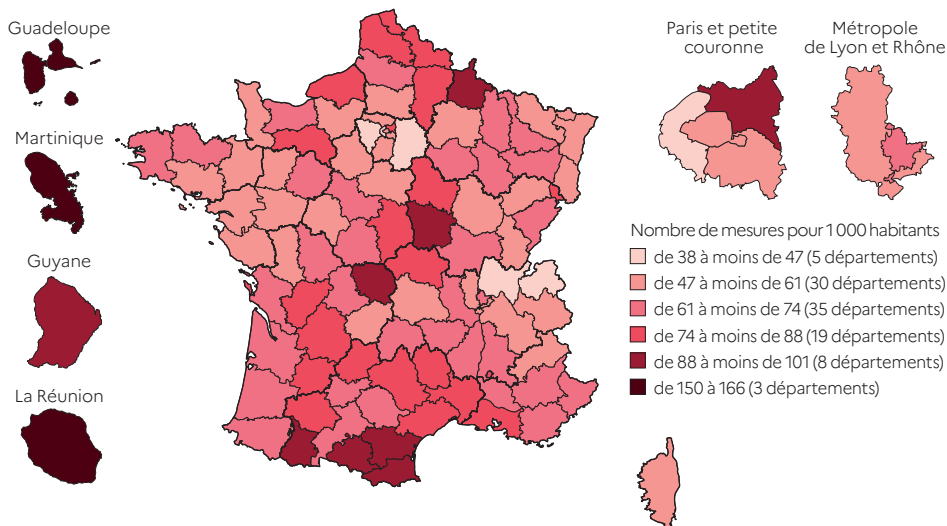 Guadeloupe
Martinique
Guyane
La Réunion
Paris et petite
couronne
Métropole
de Lyon et Rhône
Nombre de mesures pour 1 000 habitants
de 38 à moins de 47 (5 départements)
de 47 à moins de 61 (30 départements)
de 61 à moins de 74 (35 départements)
de 74 à moins de 88 (19 départements)
de 88 à moins de 101 (8 départements)
de 150 à 166 (3 départements)